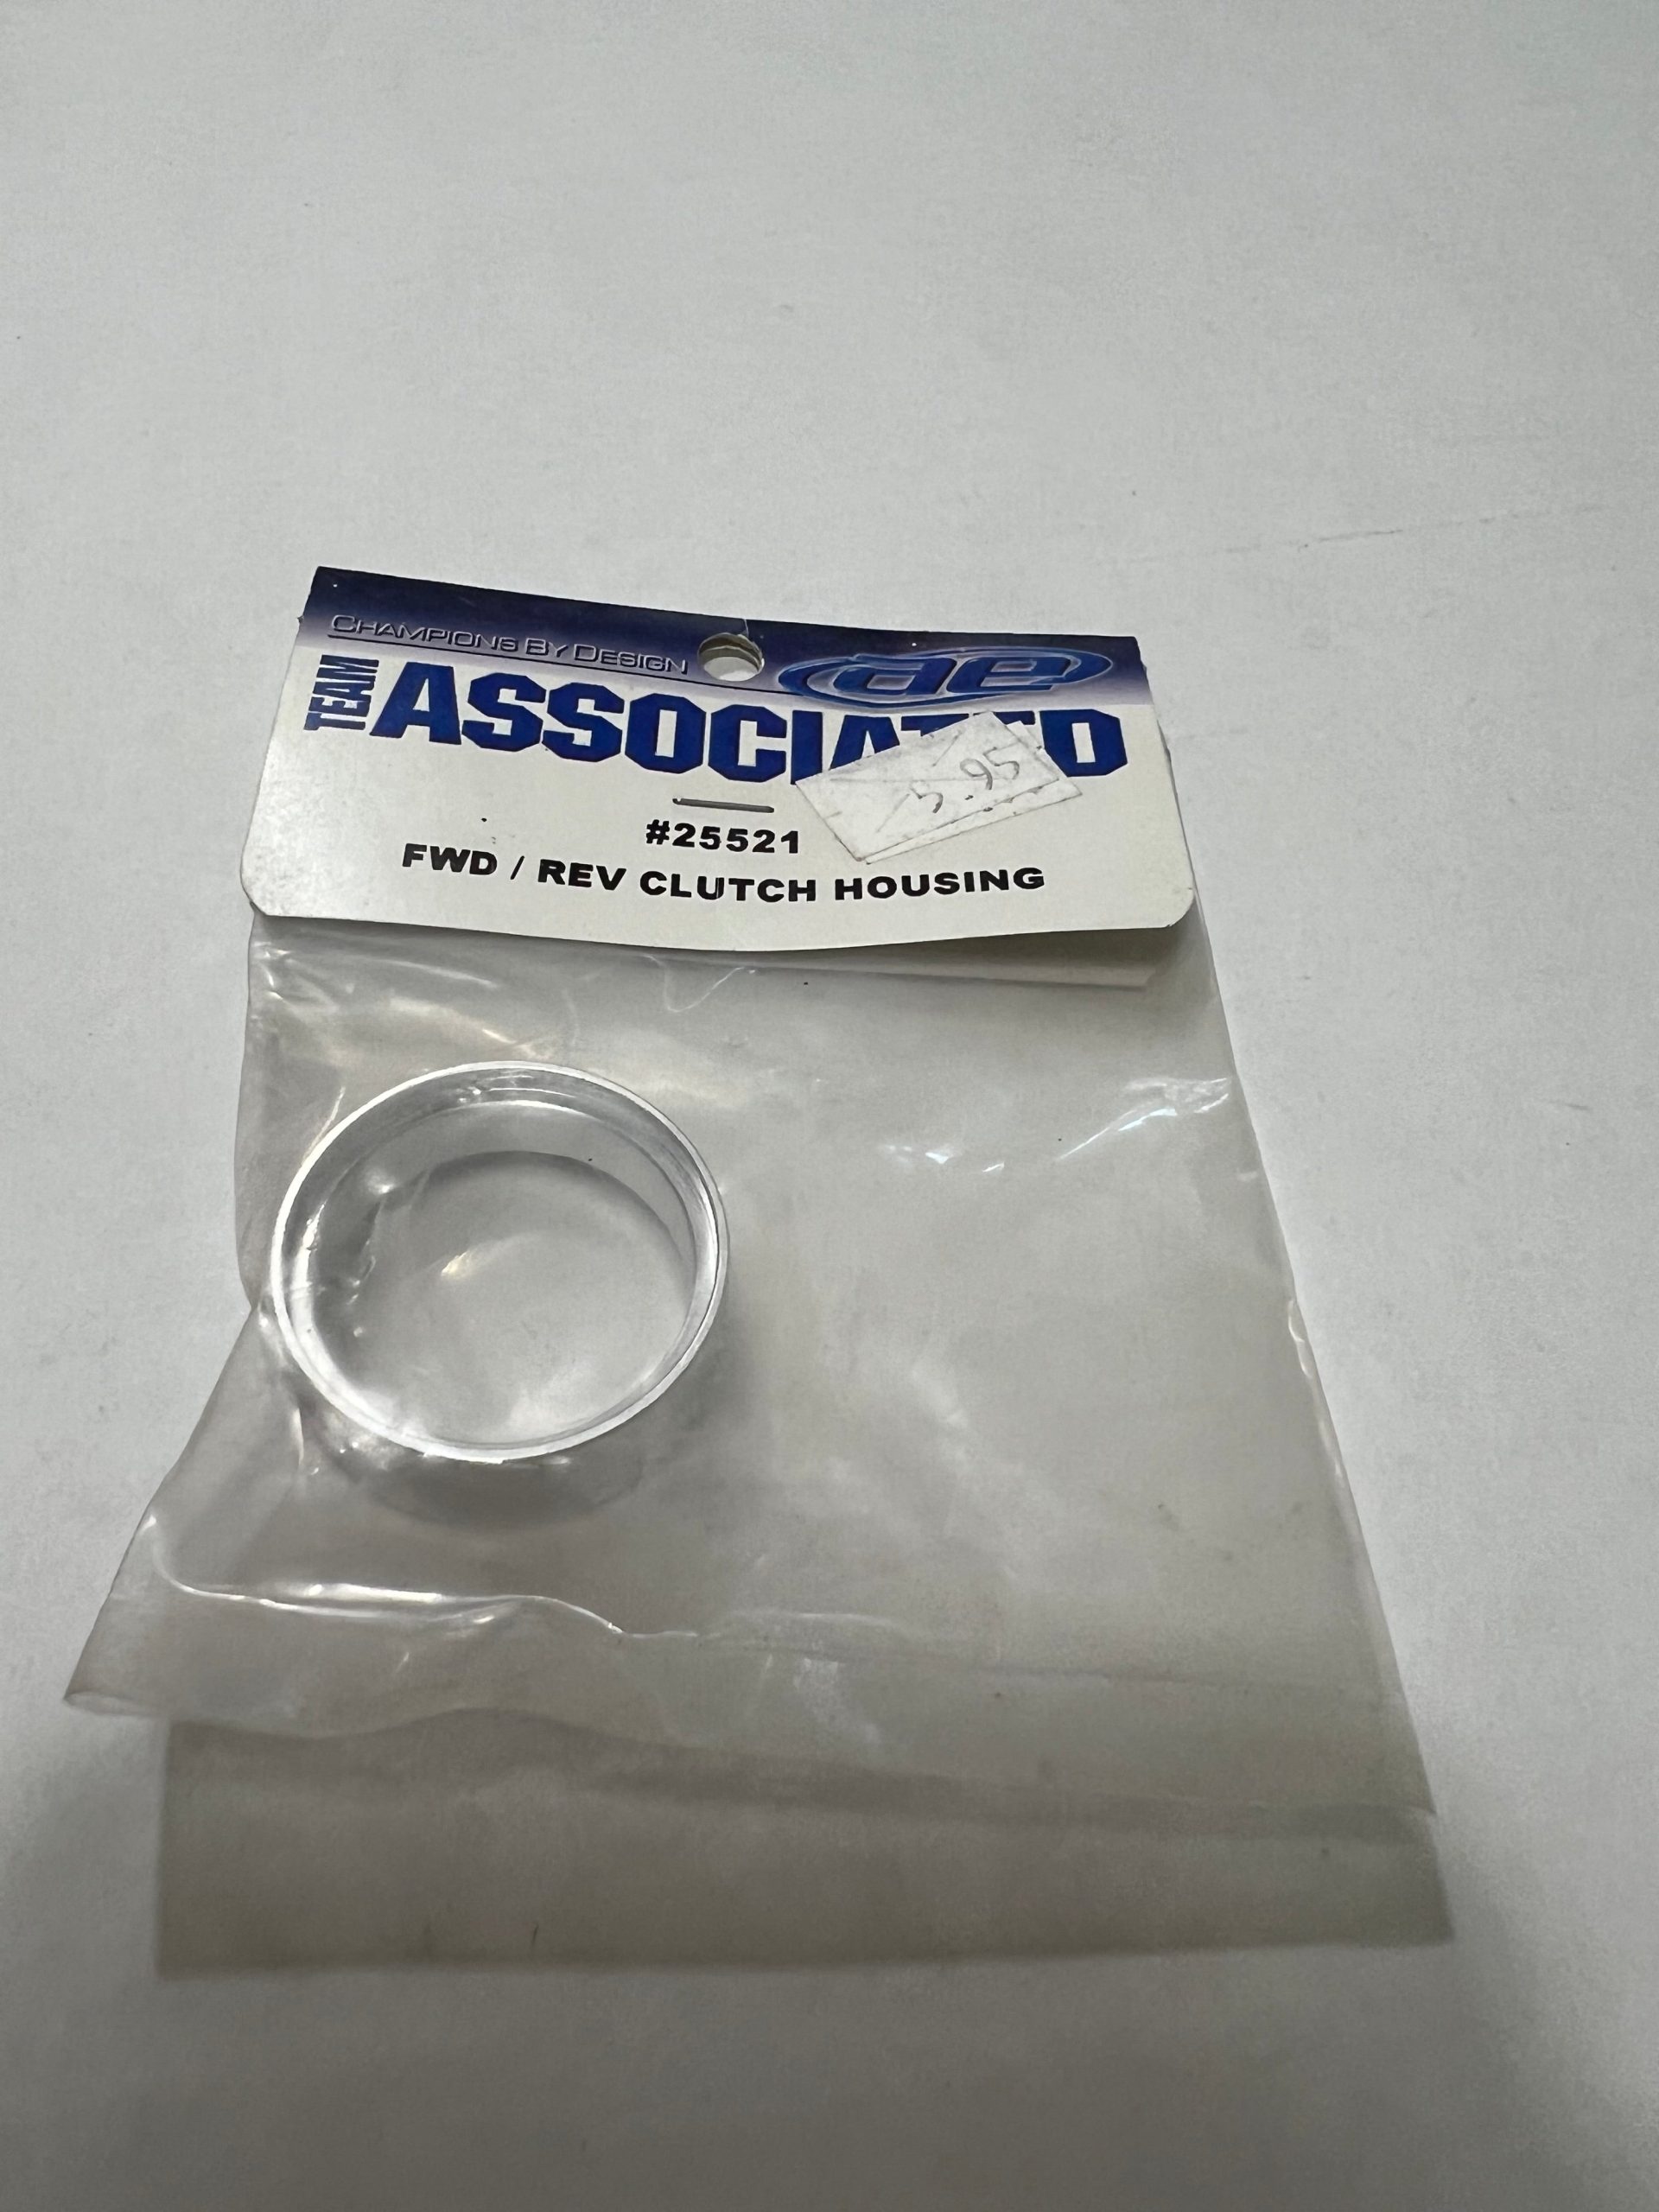 CHAMPIONS BY DESIGN
ae
TEAM ASSOCIATED
5.95
#25521
FWD / REV CLUTCH HOUSING